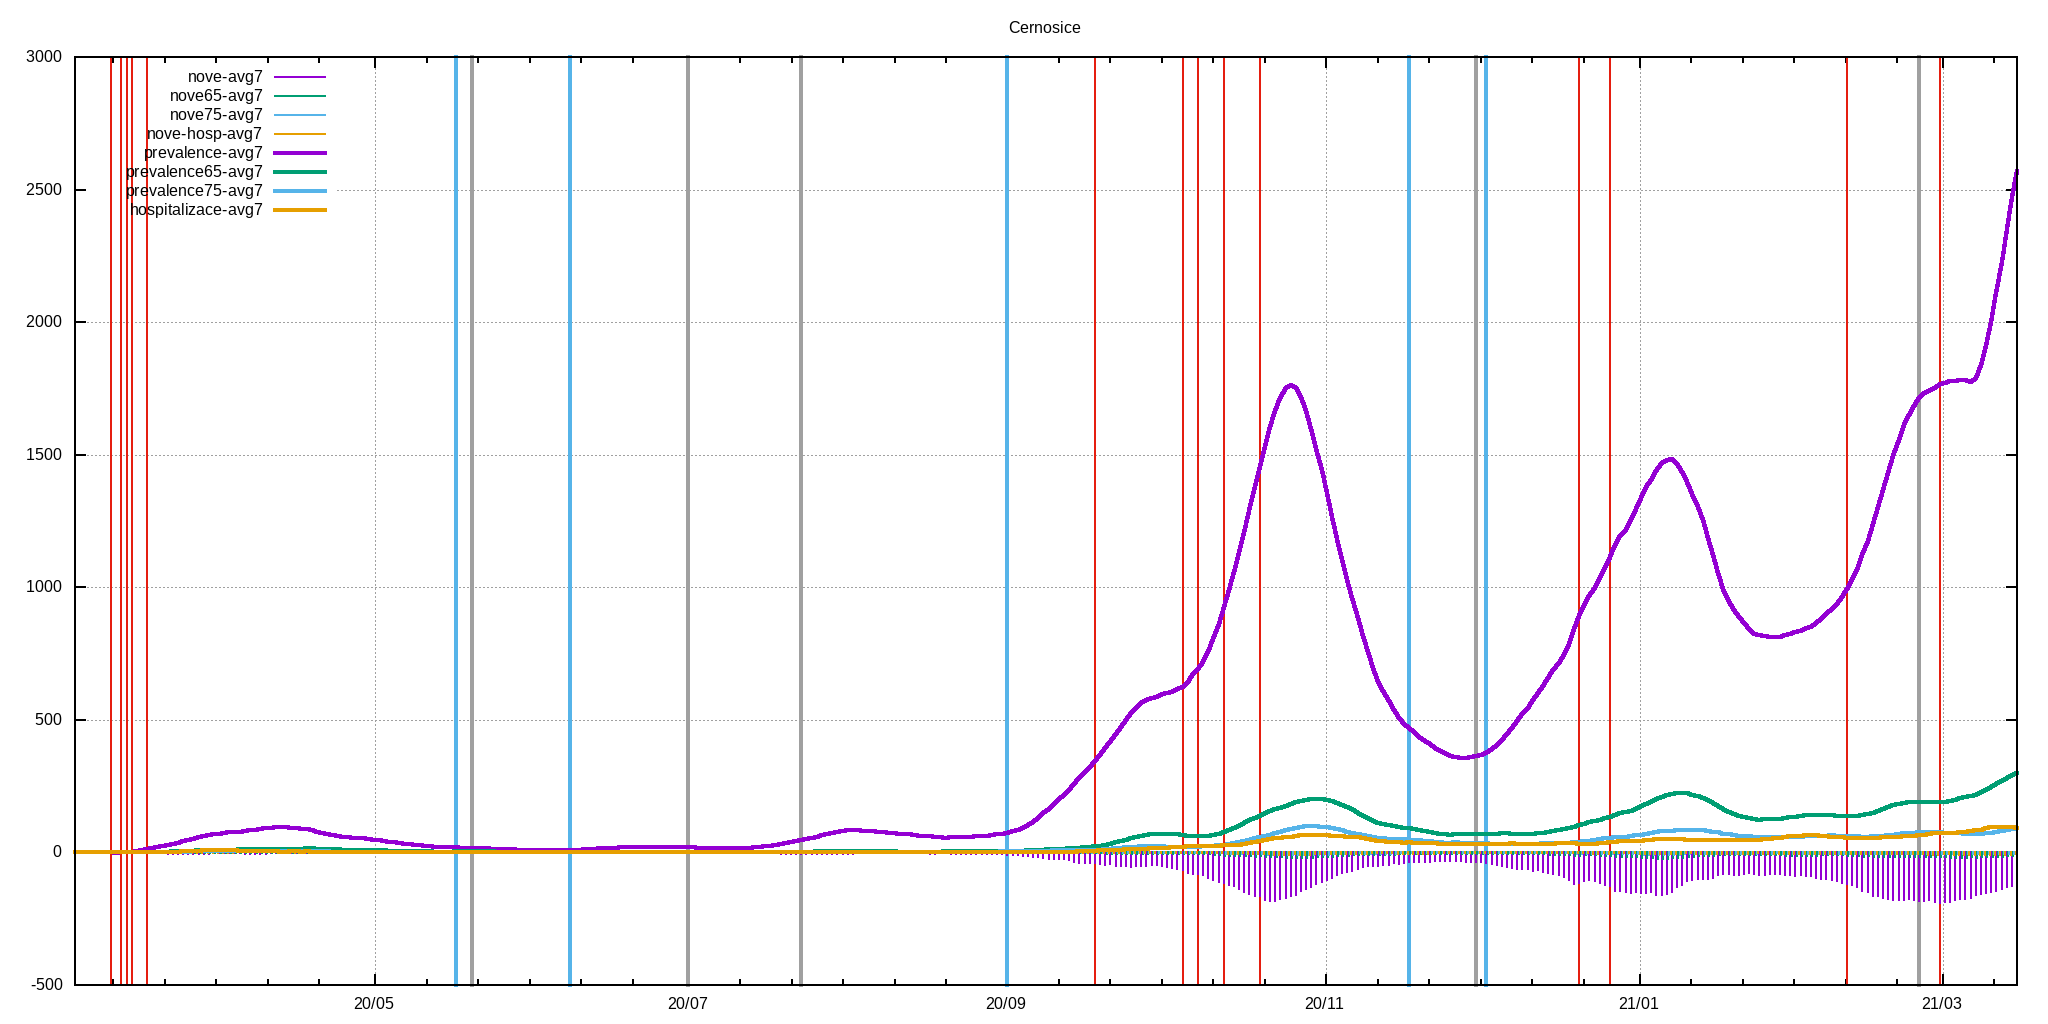 Cernosice
3000
2500
2000
1500
1000
500
0
-500
nove-avg7
nove65-avg7
nove75-avg7
nove-hosp-avg7
prevalence-avg7
prevalence65-avg7
prevalence75-avg7
hospitalizace-avg7
20/05
20/07
20/09
20/11
21/01
21/03